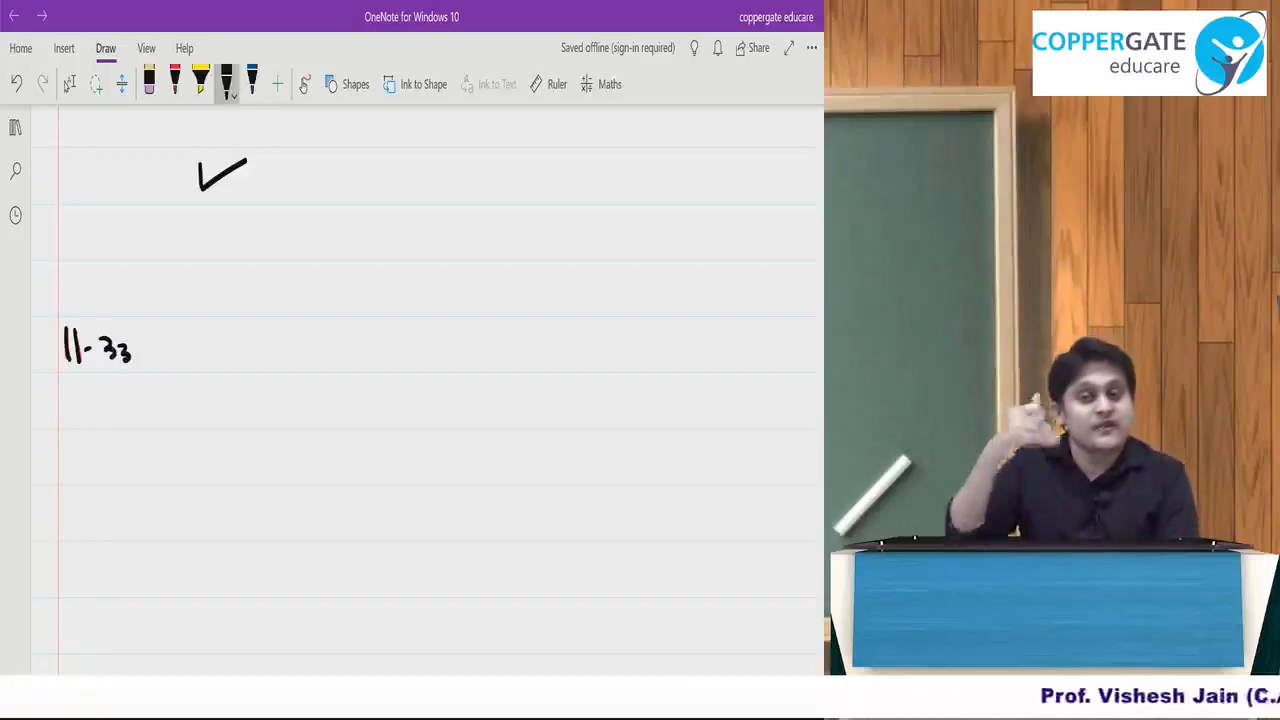 OneNote for Windows 10
coppergate educare
Home Insert Draw View Help
Saved offline (sign-in required)
Share
Shapes
Ink to Shape
Ink to Text
Ruler
Maths
COPPERGATE
educare
11-33
Prof. Vishesh Jain (C.A